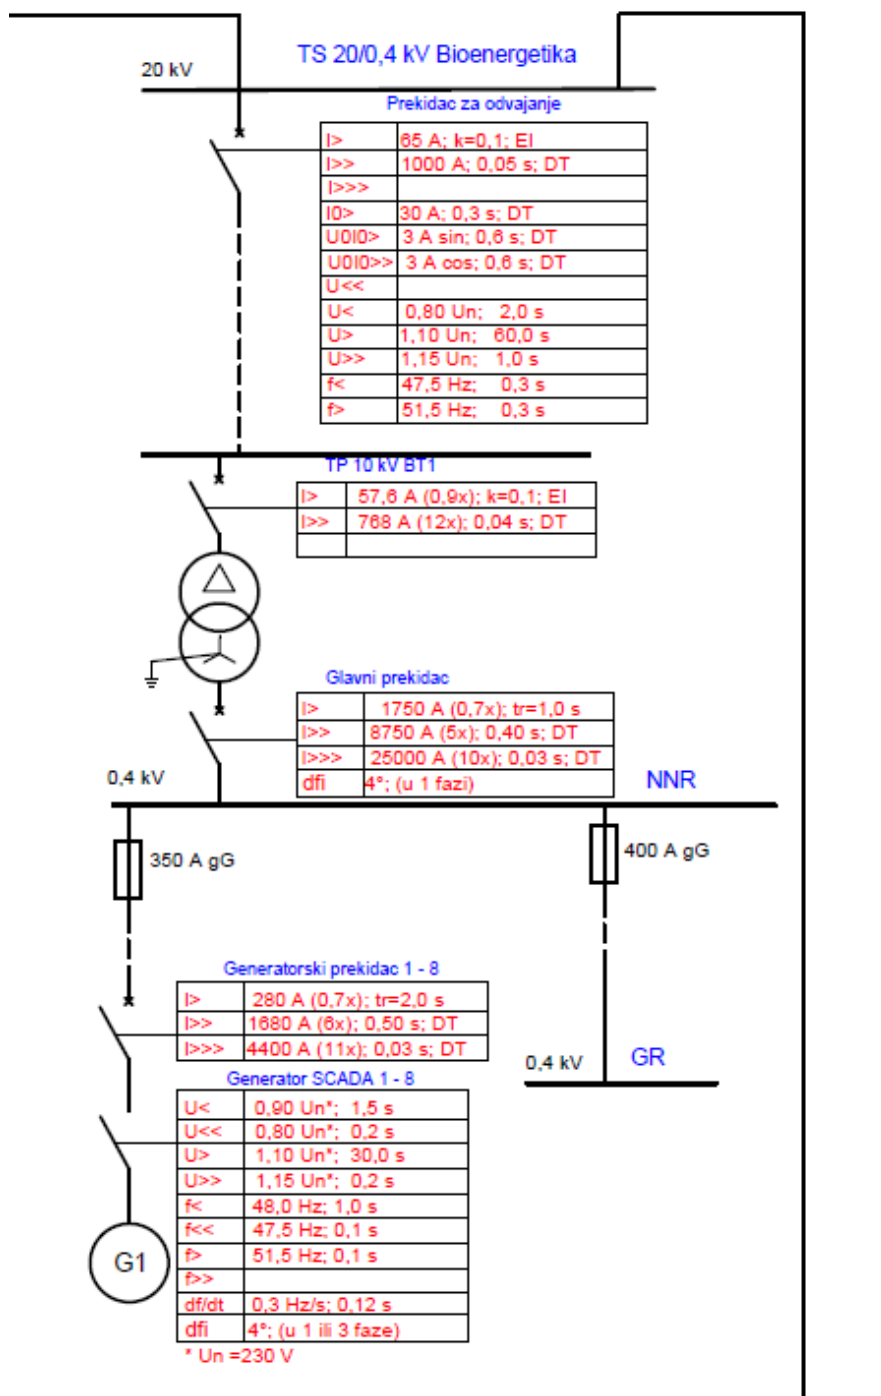 TS 20/0,4 kV Bioenergetika
20 kV
Prekidac za odvajanje
I> 65 A; k=0,1; EI
I>> 1000 A; 0,05 s; DT
I>>>
I0> 30 A; 0,3 s; DT
U0I0> 3 A sin; 0,6 s; DT
U0I0>> 3 A cos; 0,6 s; DT
U<<
U< 0,80 Un; 2,0 s
U> 1,10 Un; 60,0 s
U>> 1,15 Un; 1,0 s
f< 47,5 Hz; 0,3 s
f> 51,5 Hz; 0,3 s
TP 10 kV BT1
I> 57,6 A (0,9x); k=0,1; EI
I>> 768 A (12x); 0,04 s; DT
Glavni prekidac
I> 1750 A (0,7x); tr=1,0 s
I>> 8750 A (5x); 0,40 s; DT
I>>> 25000 A (10x); 0,03 s; DT
dfi 4°; (u 1 fazi)
0,4 kV
NNR
350 A gG
400 A gG
Generatorski prekidac 1 - 8
I> 280 A (0,7x); tr=2,0 s
I>> 1680 A (6x); 0,50 s; DT
I>>> 4400 A (11x); 0,03 s; DT
0,4 kV
GR
Generator SCADA 1 - 8
U< 0,90 Un*; 1,5 s
U<< 0,80 Un*; 0,2 s
U> 1,10 Un*; 30,0 s
U>> 1,15 Un*; 0,2 s
f< 48,0 Hz; 1,0 s
f<< 47,5 Hz; 0,1 s
f> 51,5 Hz; 0,1 s
f>>
df/dt 0,3 Hz/s; 0,12 s
dfi 4°; (u 1 ili 3 faze)
G1
* Un =230 V